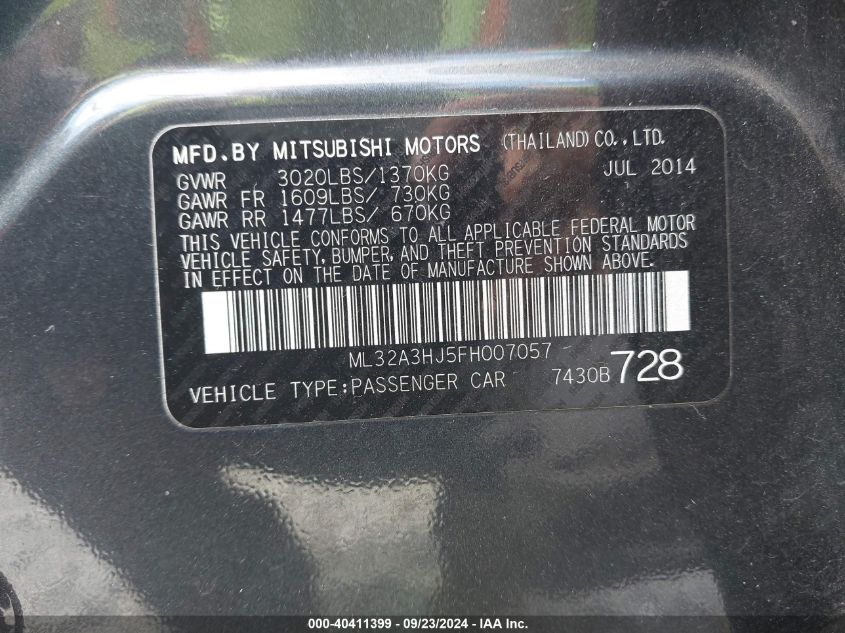 MFD.BY MITSUBISHI MOTORS (THAILAND) CO.,LTD.
GVWR 3020LBS/1370KG JUL 2014
GAWR FR 1609LBS/ 730KG
GAWR RR 1477LBS/ 670KG
THIS VEHICLE CONFORMS TO ALL APPLICABLE FEDERAL MOTOR
VEHICLE SAFETY, BUMPER, AND THEFT PREVENTION STANDARDS
IN EFFECT ON THE DATE OF MANUFACTURE SHOWN ABOVE.
ML32A3HJ5FH007057
VEHICLE TYPE:PASSENGER CAR 7430B 728
000-40411399 - 09/23/2024 - IAA Inc.